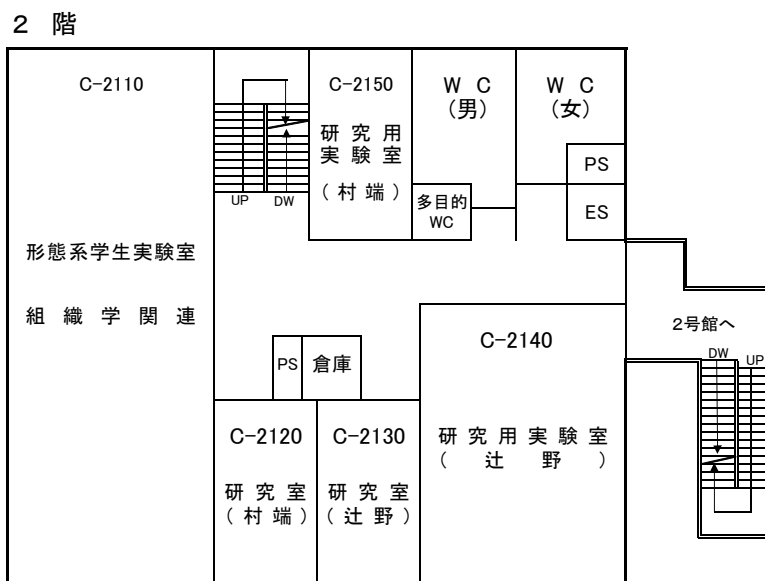 2 階
C-2110
形態系学生実験室
組織学関連
UP
DW
C-2150
研究用
実験室
(村端)
WC
(男)
WC
(女)
PS
ES
多目的
WC
PS
倉庫
C-2120
研究室
(村端)
C-2130
研究室
(辻野)
C-2140
研究用実験室
(辻野)
2号館へ
DW
UP